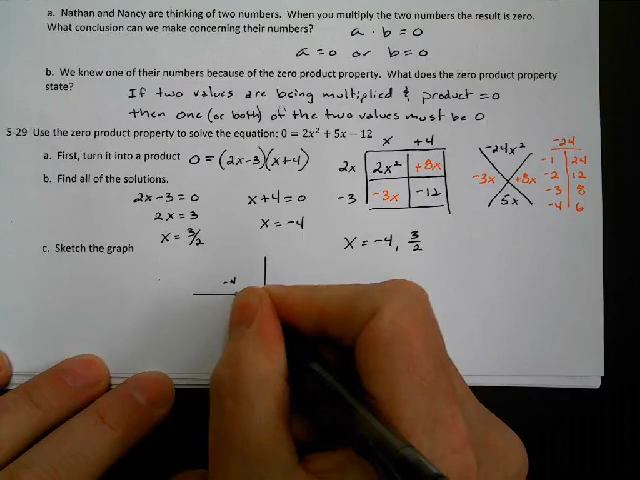 a. Nathan and Nancy are thinking of two numbers. When you multiply the two numbers the result is zero.
What conclusion can we make concerning their numbers? a · b = 0
a = 0 or b = 0
b. We knew one of their numbers because of the zero product property. What does the zero product property
state? If two values are being multiplied & product = 0
then one (or both) of the two values must be 0
5-29 Use the zero product property to solve the equation: 0 = 2x² + 5x – 12
a. First, turn it into a product 0 = (2x-3)(x+4)
b. Find all of the solutions.
2x - 3 = 0 x + 4 = 0
2x = 3 x = -4
x = 3/2
x +4
2x 2x² +8x
-3 -3x -12
-24x²
-3x +8x
5x
-24
-1 24
-2 12
-3 8
-4 6
x = -4, 3/2
c. Sketch the graph
-4